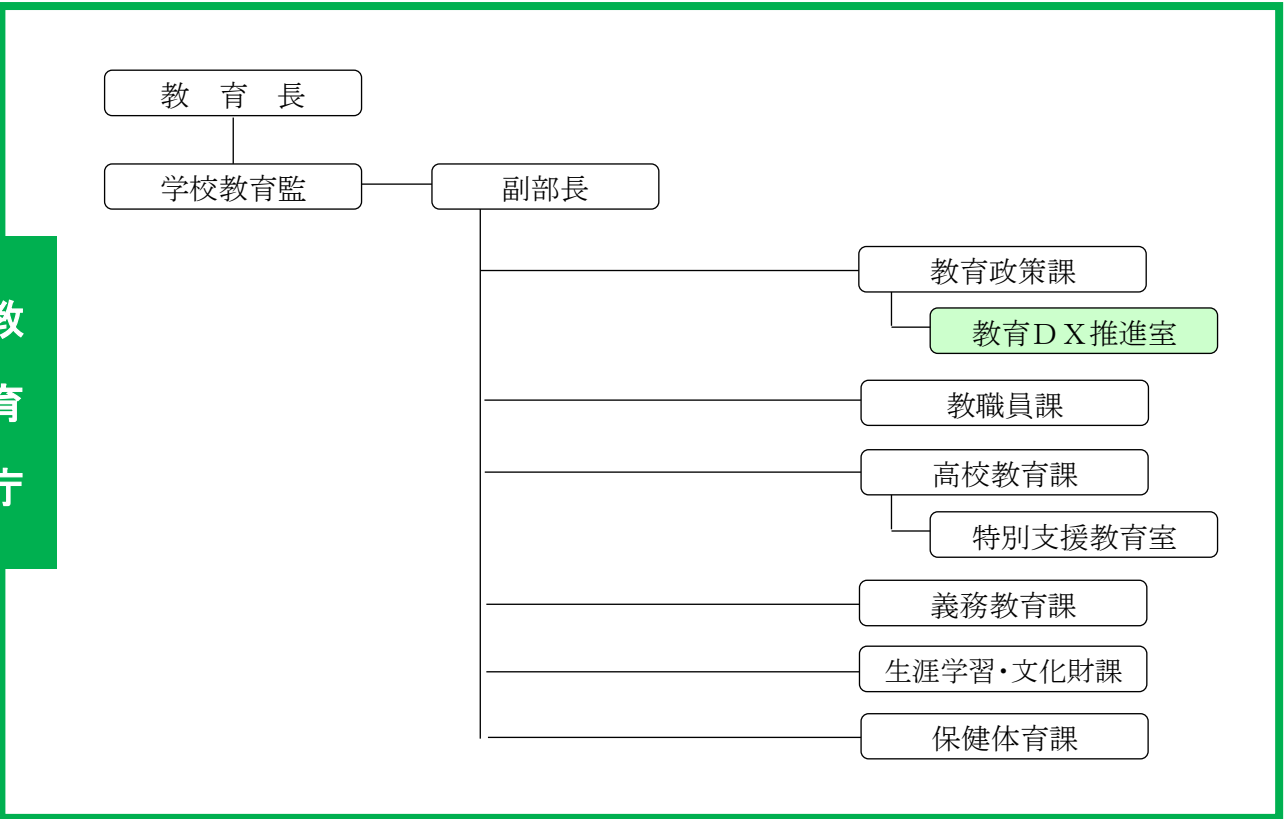 教育庁
教　育　長
学校教育監
副部長
教育政策課
教育ＤＸ推進室
教職員課
高校教育課
特別支援教育室
義務教育課
生涯学習・文化財課
保健体育課